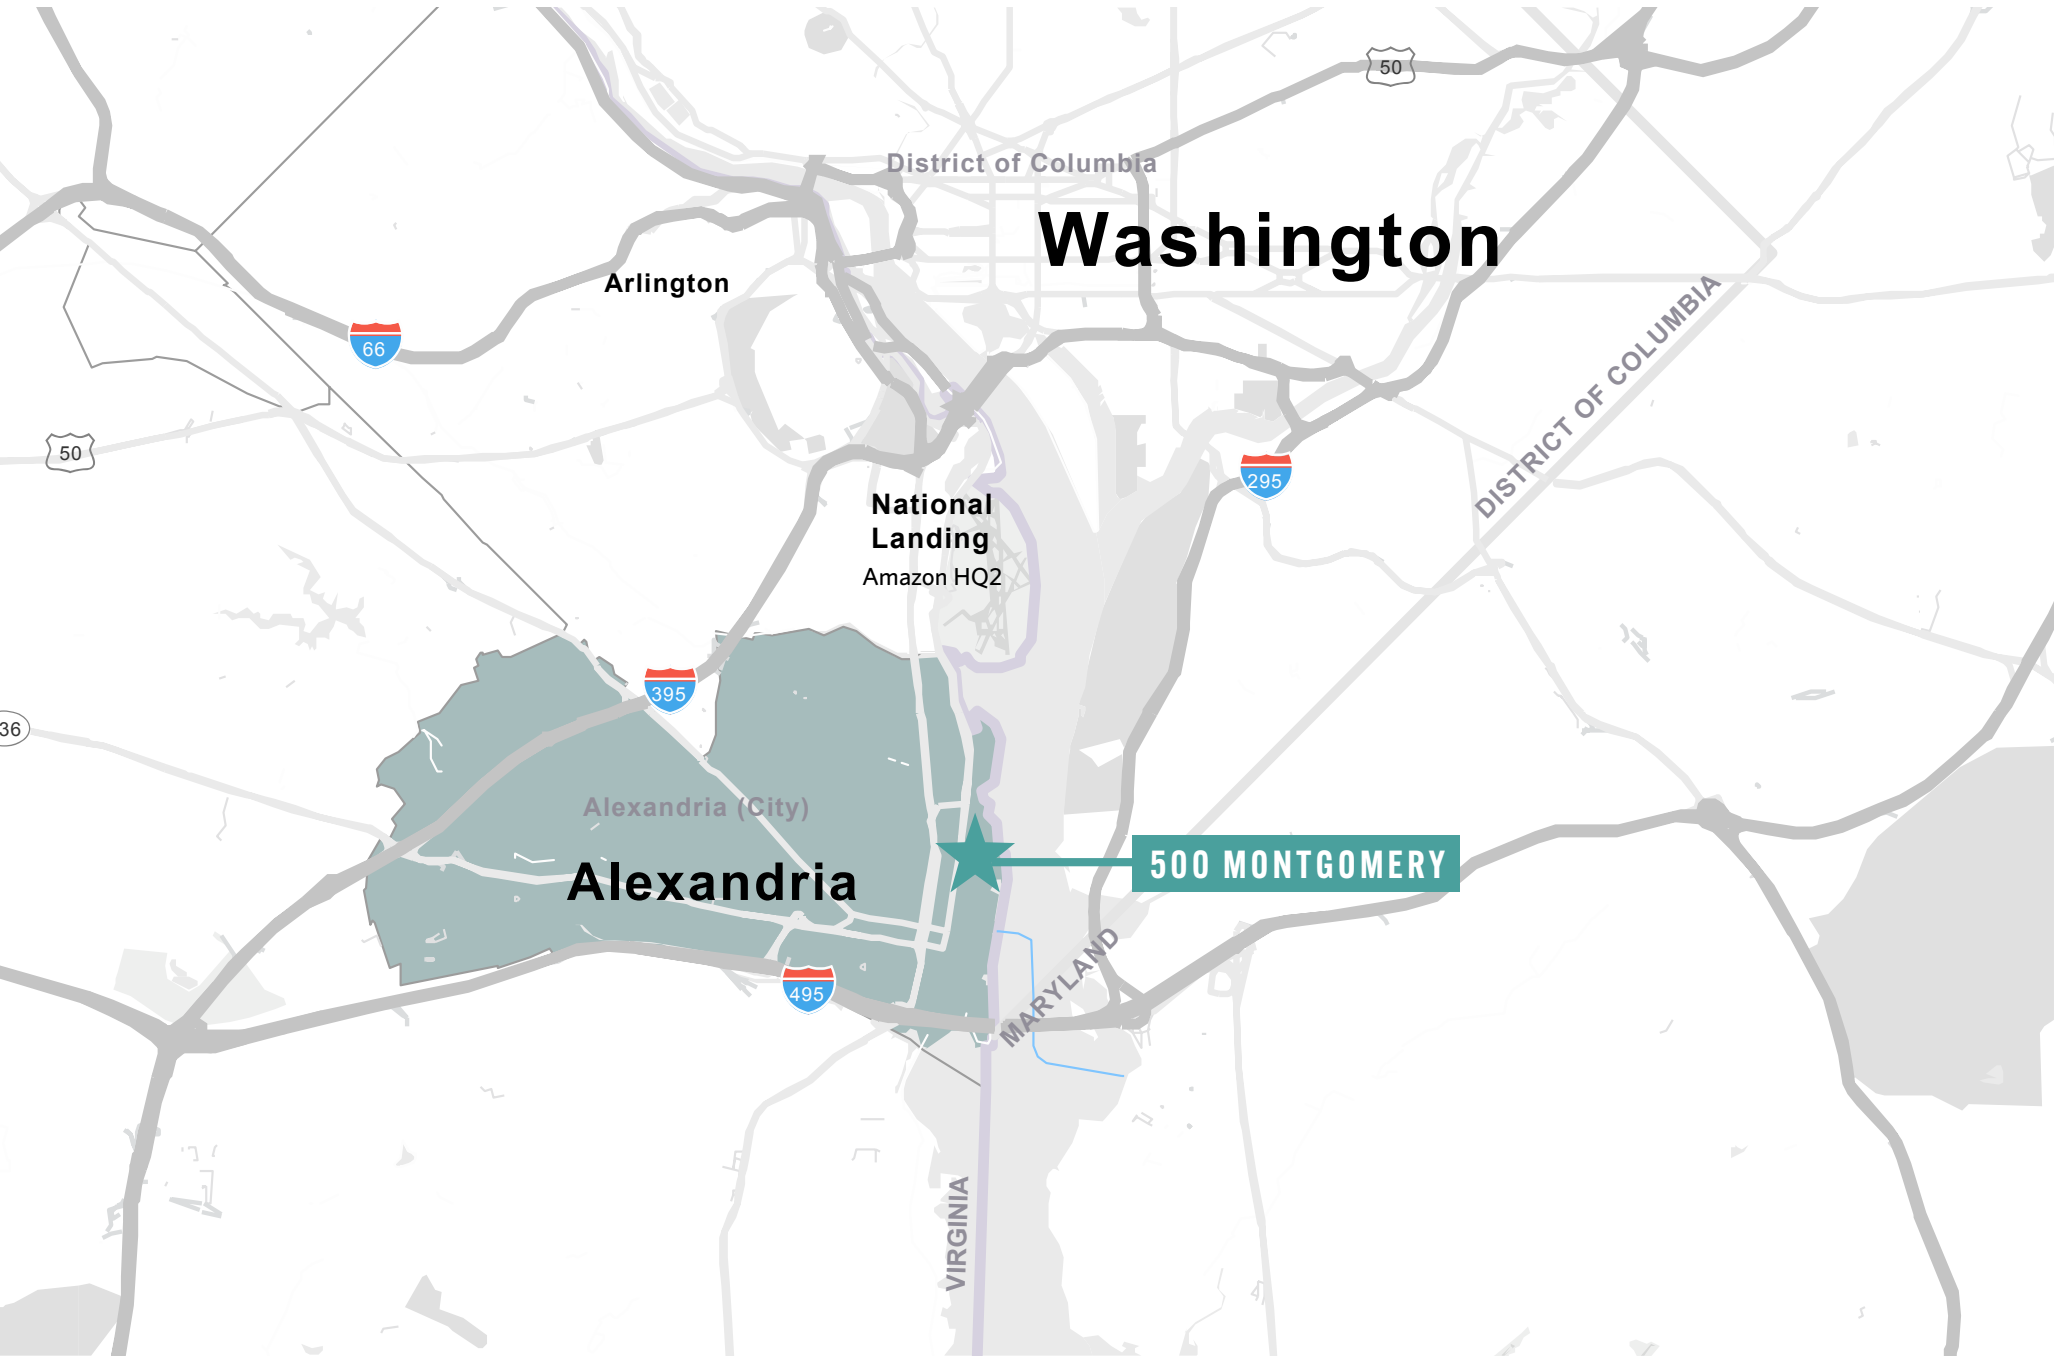 50
District of Columbia
Washington
Arlington
66
DISTRICT OF COLUMBIA
50
295
National
Landing
Amazon HQ2
395
36
Alexandria (City)
500 MONTGOMERY
Alexandria
MARYLAND
495
VIRGINIA